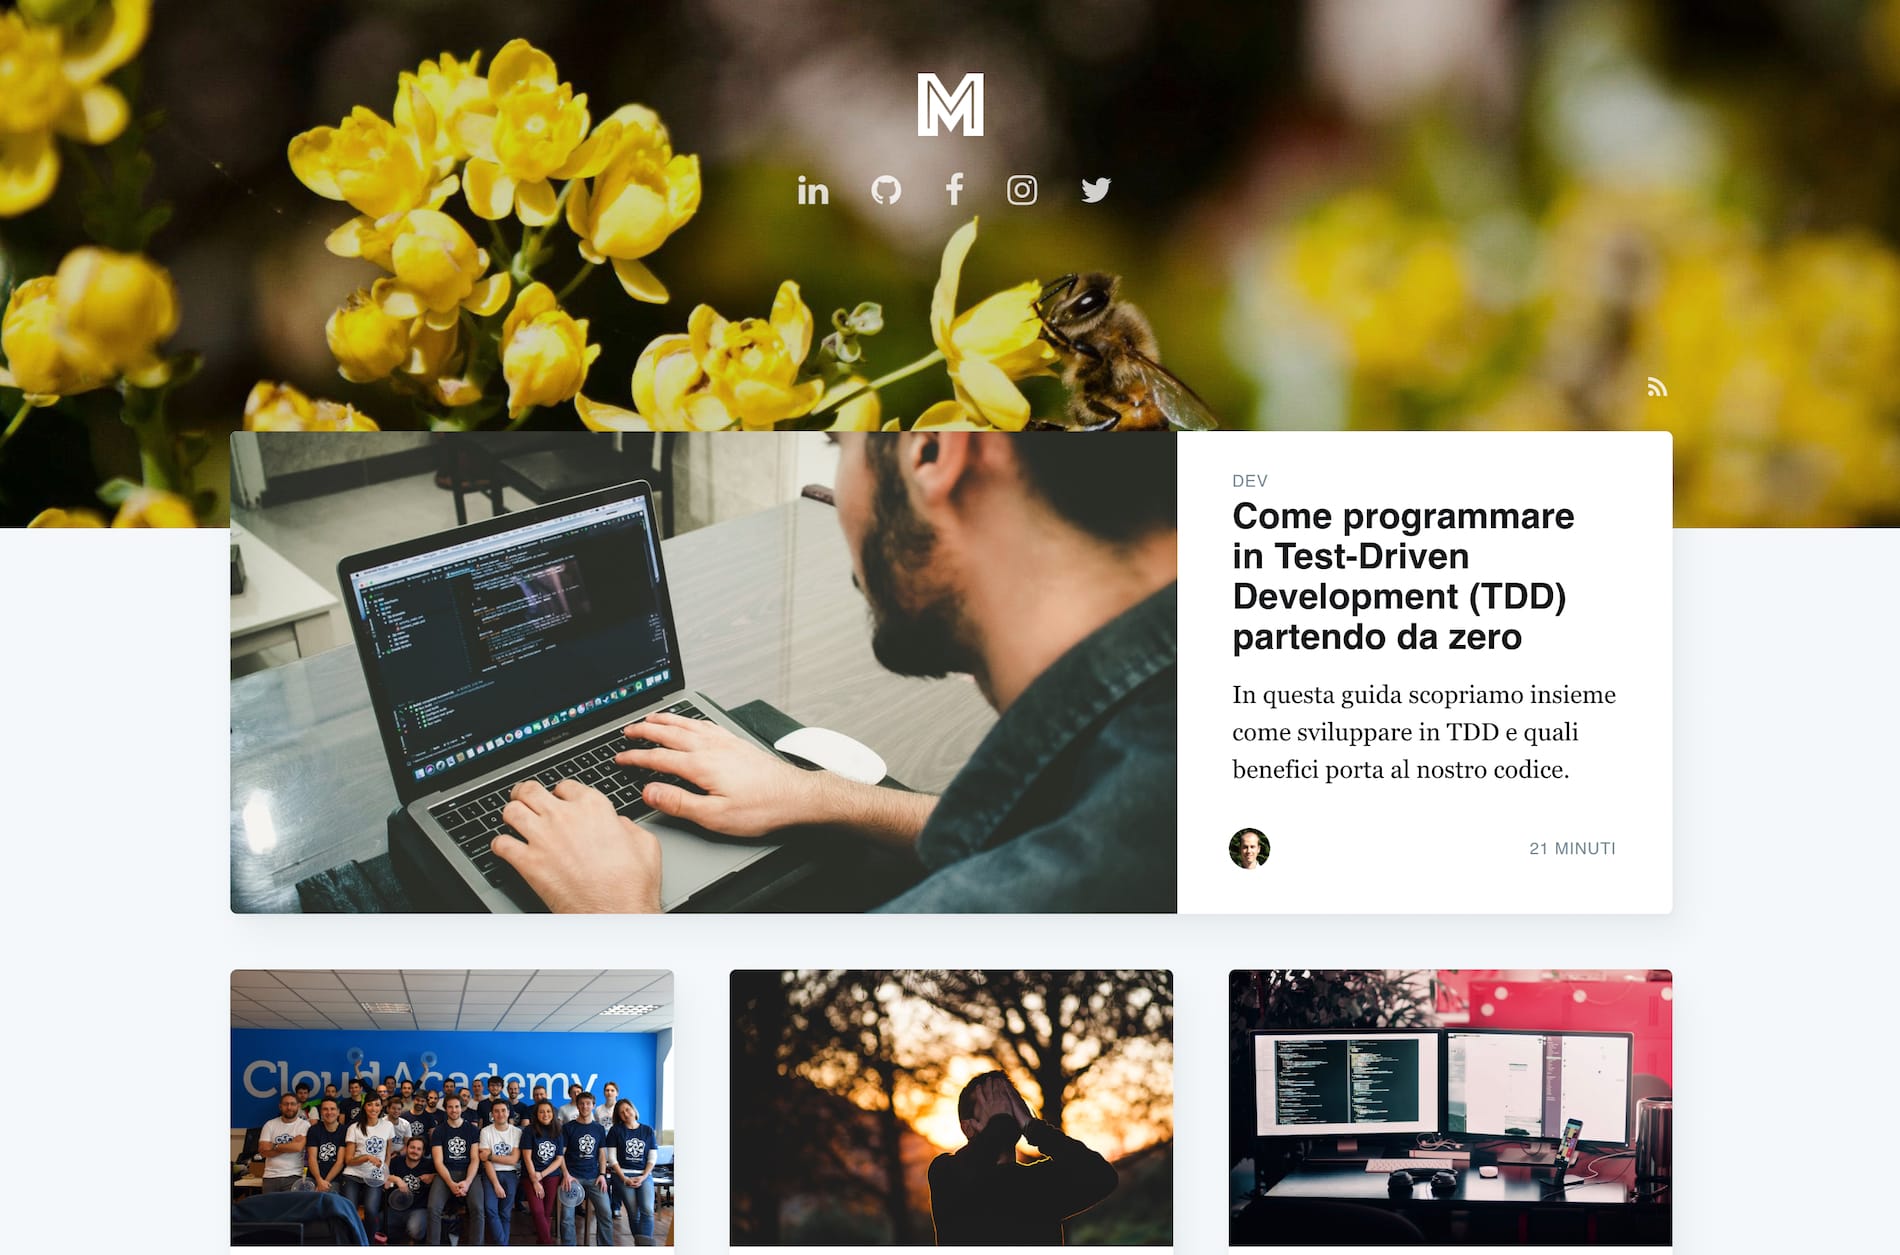 M
DEV
Come programmare
in Test-Driven
Development (TDD)
partendo da zero
In questa guida scopriamo insieme
come sviluppare in TDD e quali
benefici porta al nostro codice.
21 MINUTI
CloudAcademy